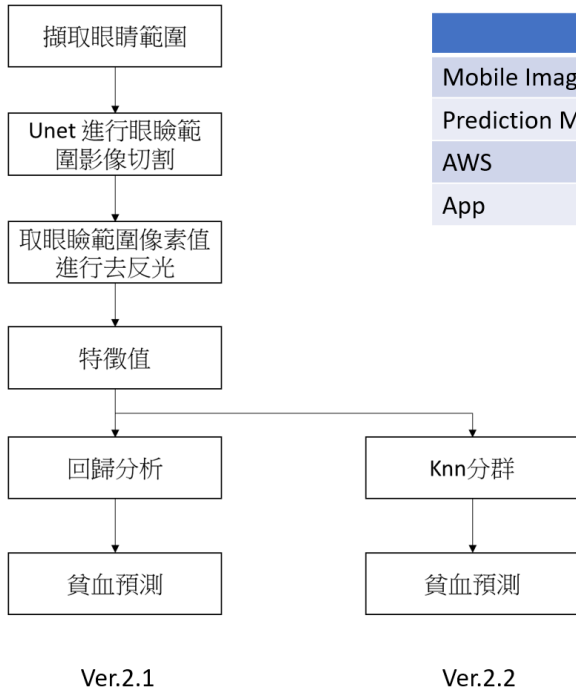 擷取眼睛範圍
Unet 進行眼瞼範
圍影像切割
取眼瞼範圍像素值
進行去反光
特徵值
回歸分析
Knn分群
貧血預測
貧血預測
Ver.2.1
Ver.2.2
Mobile Imag
Prediction M
AWS
App